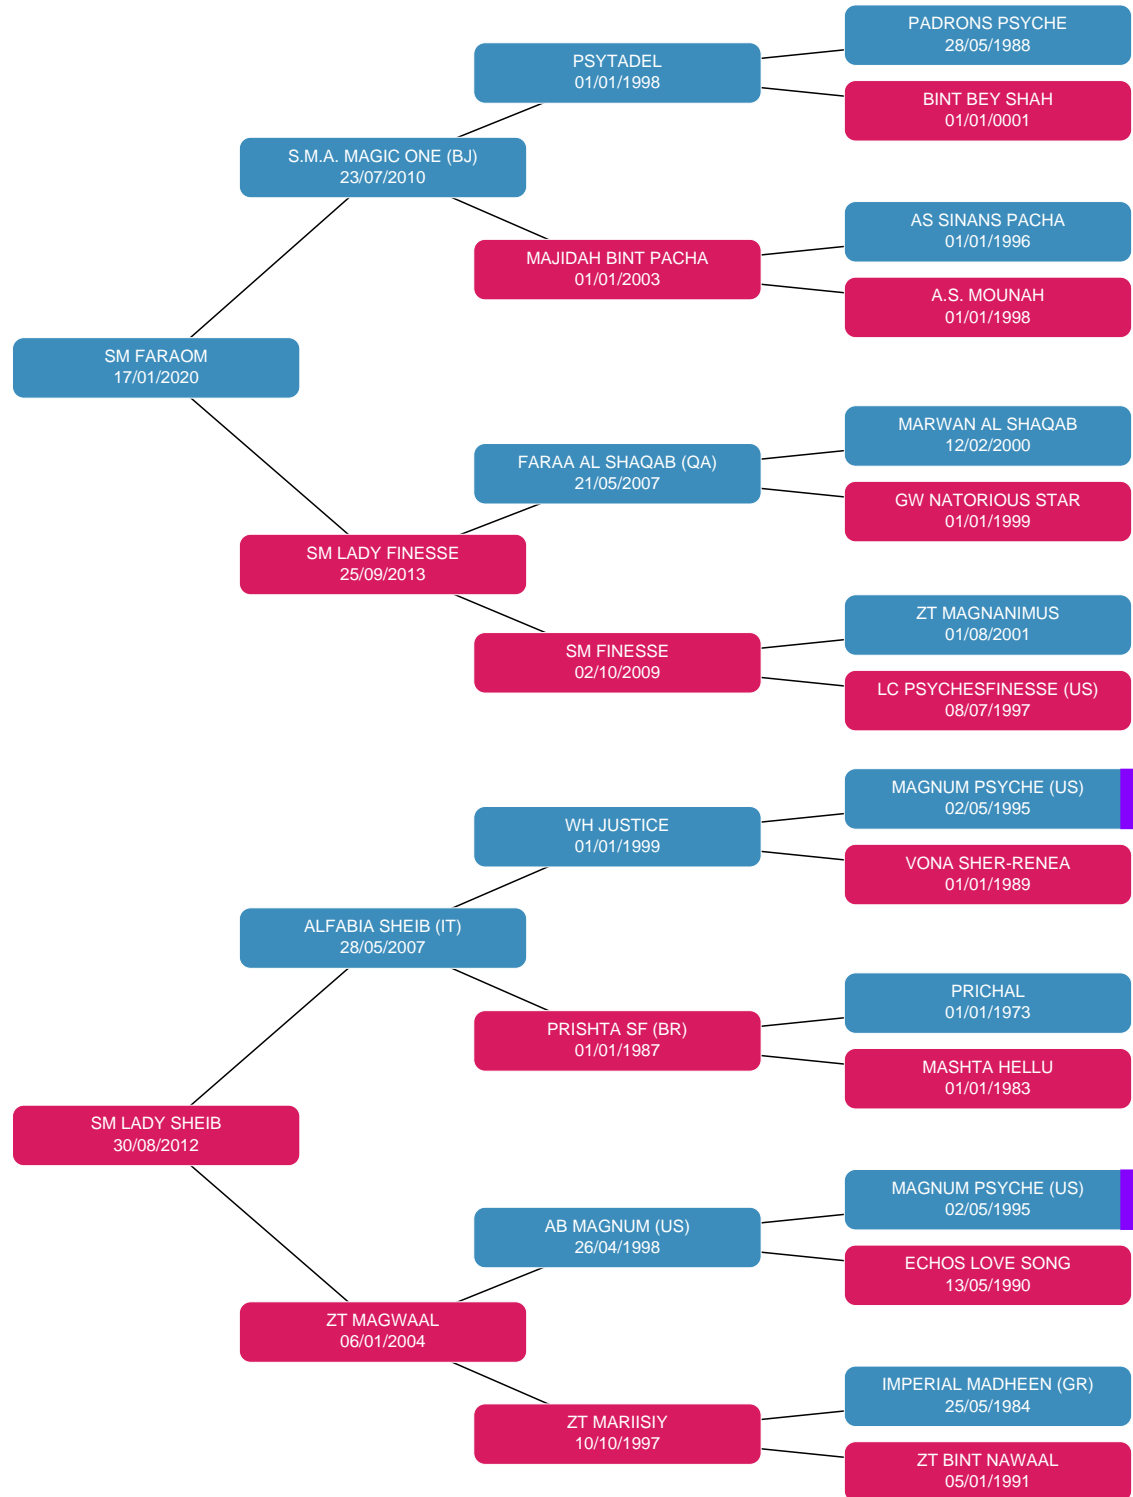 PADRONS PSYCHE
28/05/1988
PSYTADEL
01/01/1998
BINT BEY SHAH
01/01/0001
S.M.A. MAGIC ONE (BJ)
23/07/2010
AS SINANS PACHA
01/01/1996
MAJIDAH BINT PACHA
01/01/2003
A.S. MOUNAH
01/01/1998
SM FARAOM
17/01/2020
MARWAN AL SHAQAB
12/02/2000
FARAA AL SHAQAB (QA)
21/05/2007
GW NATORIOUS STAR
01/01/1999
SM LADY FINESSE
25/09/2013
ZT MAGNANIMUS
01/08/2001
SM FINESSE
02/10/2009
LC PSYCHESFINESSE (US)
08/07/1997
MAGNUM PSYCHE (US)
02/05/1995
WH JUSTICE
01/01/1999
VONA SHER-RENEA
01/01/1989
ALFABIA SHEIB (IT)
28/05/2007
PRICHAL
01/01/1973
PRISHTA SF (BR)
01/01/1987
MASHTA HELLU
01/01/1983
SM LADY SHEIB
30/08/2012
MAGNUM PSYCHE (US)
02/05/1995
AB MAGNUM (US)
26/04/1998
ECHOS LOVE SONG
13/05/1990
ZT MAGWAAL
06/01/2004
IMPERIAL MADHEEN (GR)
25/05/1984
ZT MARIISIY
10/10/1997
ZT BINT NAWAAL
05/01/1991